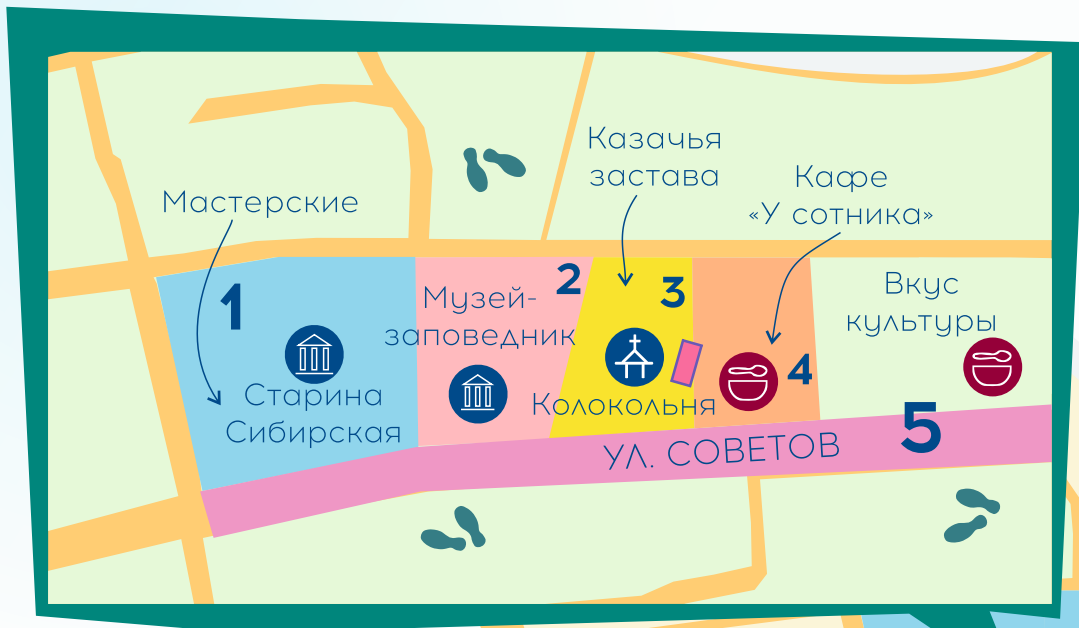 Казачья
застава
Кафе
«У сотника»
Мастерские
1
Музей-
заповедник
2
3
Вкус
культуры
4
Старина
Сибирская
Колокольня
5
УЛ. СОВЕТОВ